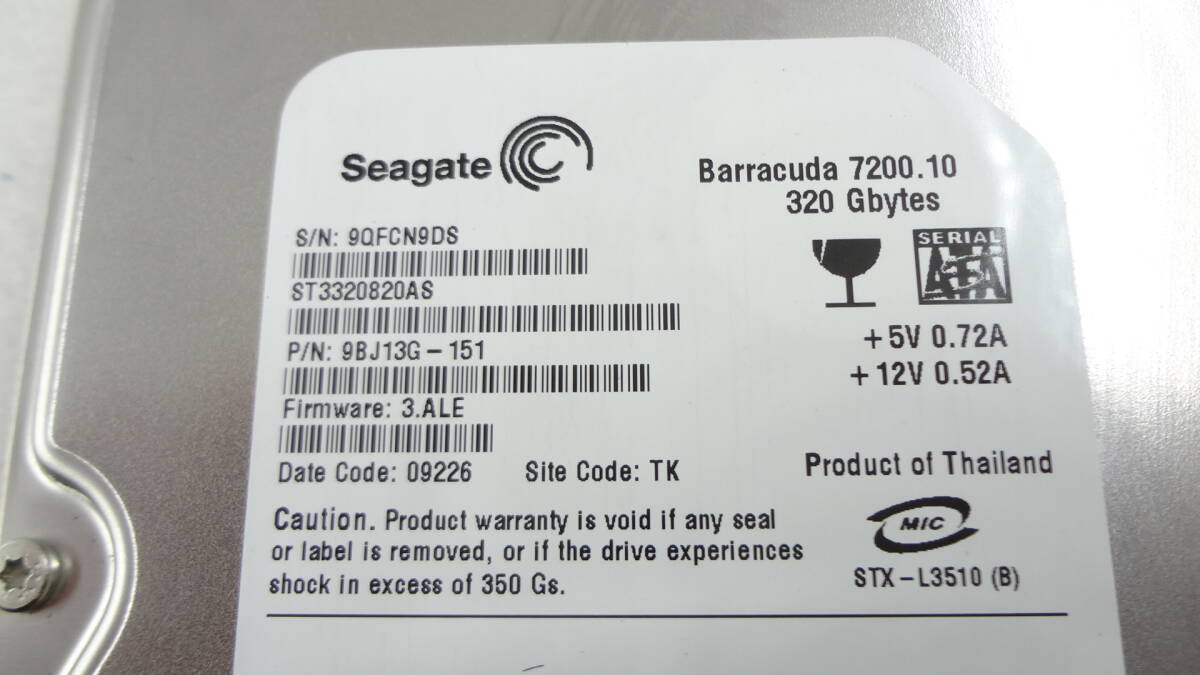 Seagate
Barracuda 7200.10
320 Gbytes
S/N: 9QFCN9DS
ST3320820AS
P/N: 9BJ13G-151
Firmware: 3.ALE
Date Code: 09226 Site Code: TK
SERIAL
ATA
+5V 0.72A
+12V 0.52A
Product of Thailand
Caution. Product warranty is void if any seal
or label is removed, or if the drive experiences
shock in excess of 350 Gs.
MIC
STX-L3510 (B)